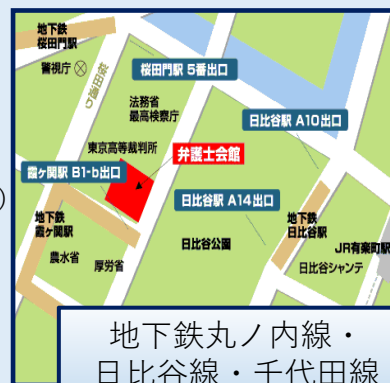 地下鉄
桜田門駅
警視庁
桜田通り
桜田門駅 5番出口
法務省
最高検察庁
日比谷駅 A10出口
東京高等裁判所
弁護士会館
霞ヶ関駅 B1-b出口
日比谷駅 A14出口
地下鉄
霞ヶ関駅
地下鉄
日比谷駅
農水省
厚労省
日比谷公園
JR有楽町駅
日比谷シャンテ
地下鉄丸ノ内線・
日比谷線・千代田線